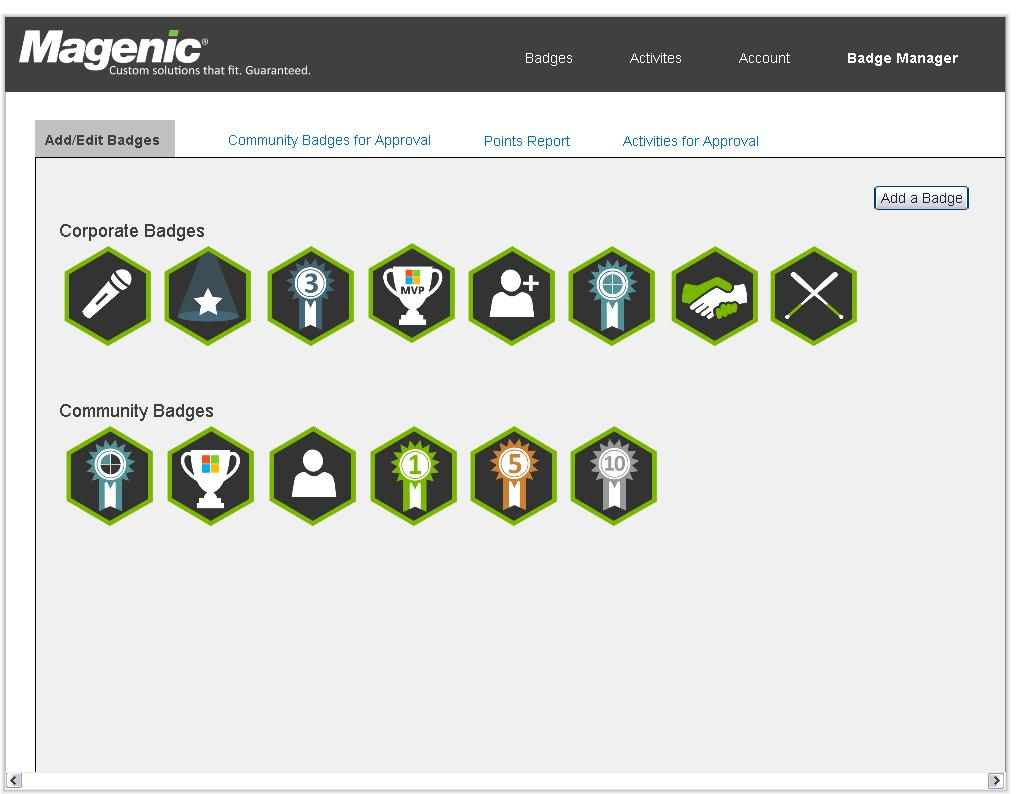 Magenic®
Custom solutions that fit. Guaranteed.
Badges Activites Account Badge Manager
Add/Edit Badges Community Badges for Approval Points Report Activities for Approval
Add a Badge
Corporate Badges
3 MVP
Community Badges
1 5 10